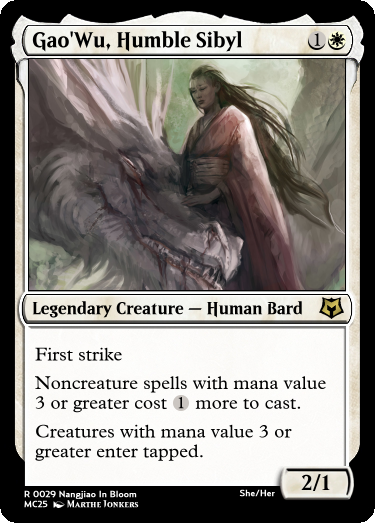 Gao'Wu, Humble Sibyl 1
Legendary Creature — Human Bard
First strike
Noncreature spells with mana value
3 or greater cost 1 more to cast.
Creatures with mana value 3 or
greater enter tapped.
2/1
R 0029 Nangjiao In Bloom She/Her
MC25 Marthe Jonkers